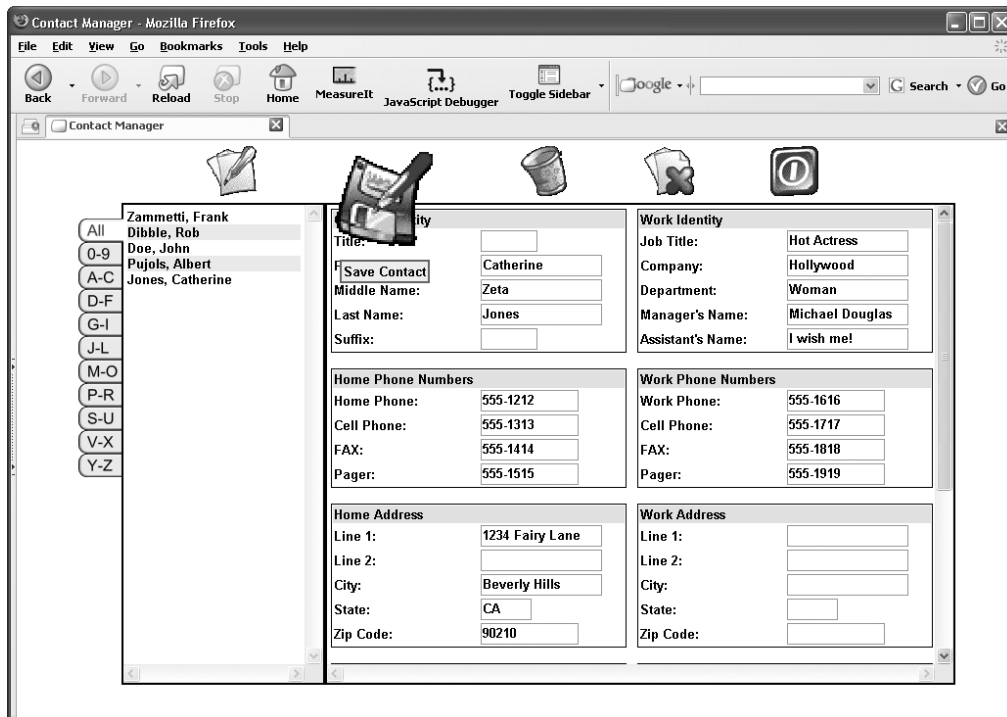 Contact Manager - Mozilla Firefox
File Edit View Go Bookmarks Tools Help
Back Forward Reload Stop Home MeasureIt JavaScript Debugger Toggle Sidebar Google G Search Go
Contact Manager
All
0-9
A-C
D-F
G-I
J-L
M-O
P-R
S-U
V-X
Y-Z
Zammetti, Frank
Dibble, Rob
Doe, John
Pujols, Albert
Jones, Catherine
Title:
Save Contact
Catherine
Middle Name: Zeta
Last Name: Jones
Suffix:
Work Identity
Job Title: Hot Actress
Company: Hollywood
Department: Woman
Manager's Name: Michael Douglas
Assistant's Name: I wish me!
Home Phone Numbers
Home Phone: 555-1212
Cell Phone: 555-1313
FAX: 555-1414
Pager: 555-1515
Work Phone Numbers
Work Phone: 555-1616
Cell Phone: 555-1717
FAX: 555-1818
Pager: 555-1919
Home Address
Line 1: 1234 Fairy Lane
Line 2:
City: Beverly Hills
State: CA
Zip Code: 90210
Work Address
Line 1:
Line 2:
City:
State:
Zip Code: